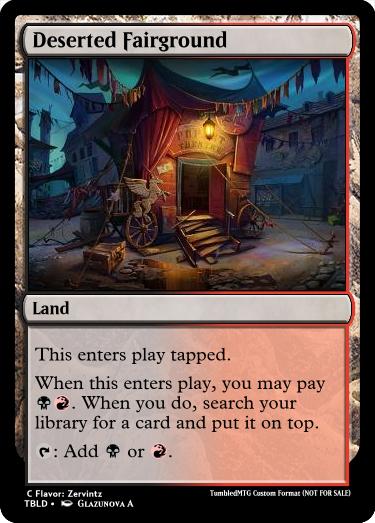 Deserted Fairground
Land
This enters play tapped.
When this enters play, you may pay
. When you do, search your
library for a card and put it on top.
: Add or .
C Flavor: Zervintz
TBLD • Glazunova A
TumbledMTG Custom Format (NOT FOR SALE)